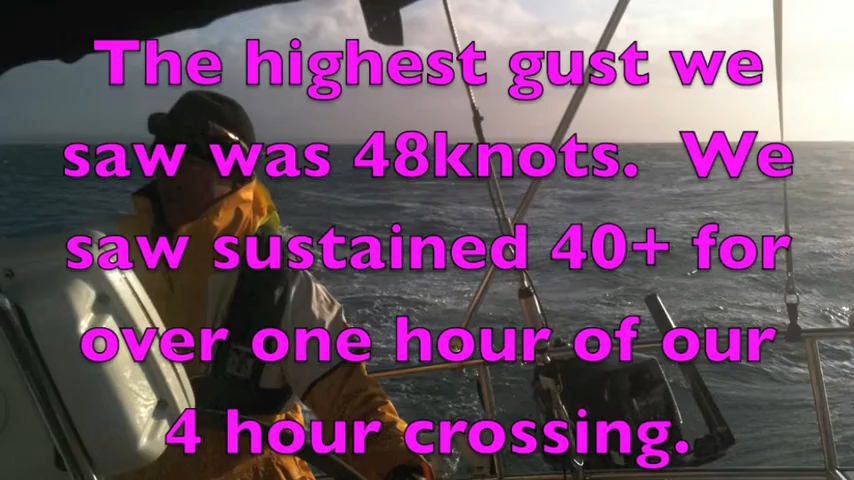 The highest gust we
saw was 48knots.  We
saw sustained 40+ for
over one hour of our
4 hour crossing.